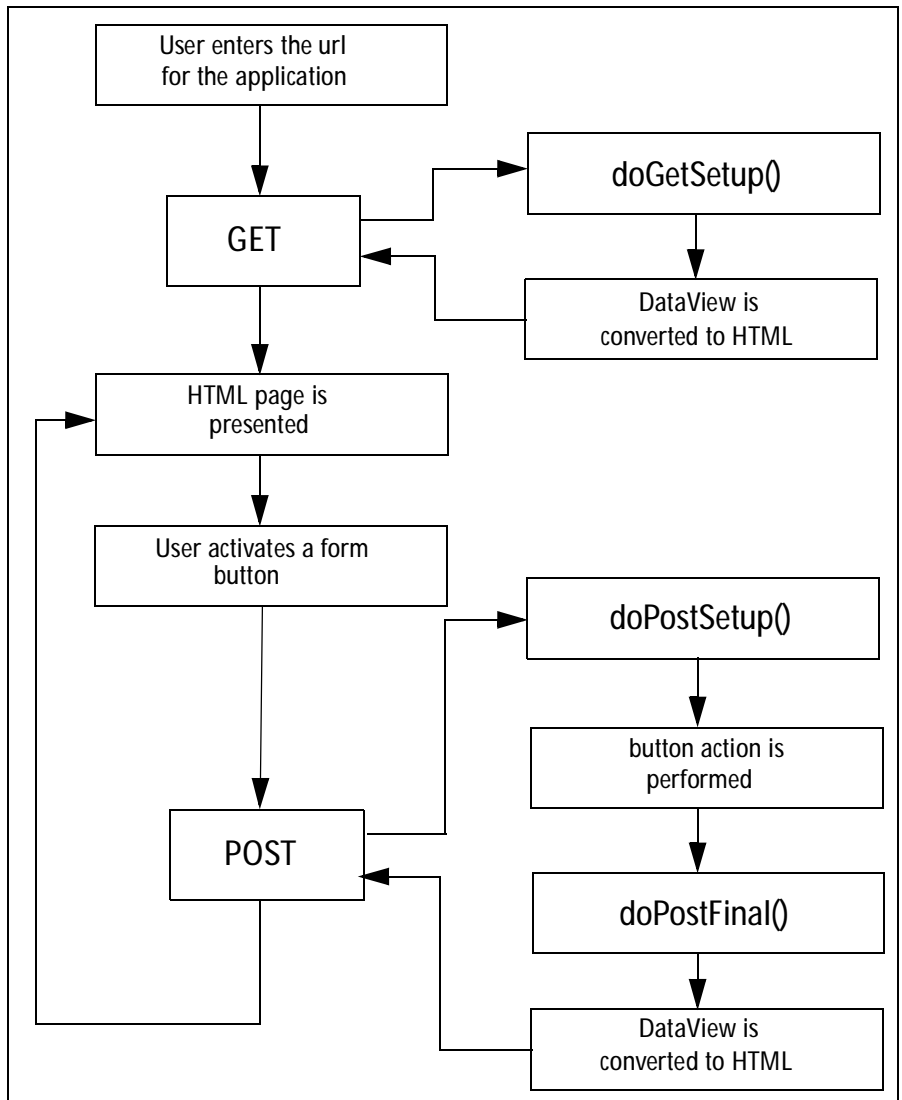 User enters the url
for the application
doGetSetup()
GET
DataView is
converted to HTML
HTML page is
presented
User activates a form
button
doPostSetup()
button action is
performed
POST
doPostFinal()
DataView is
converted to HTML